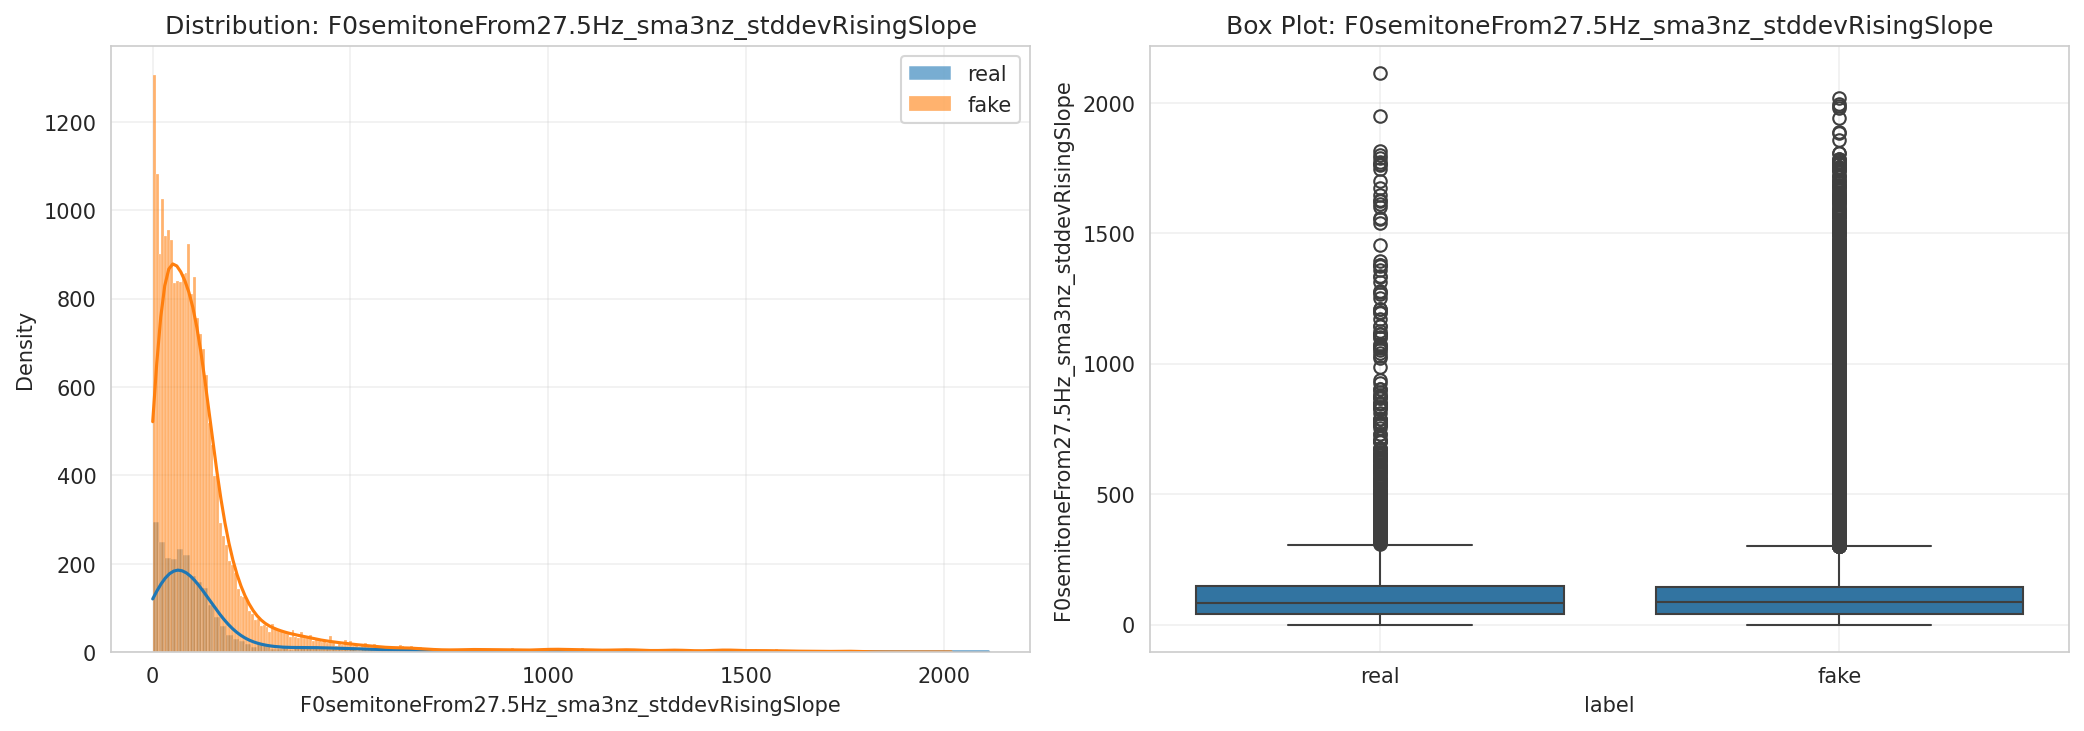 Distribution: F0semitoneFrom27.5Hz_sma3nz_stddevRisingSlope
real
fake
Density
1200
1000
800
600
400
200
0
0 500 1000 1500 2000
F0semitoneFrom27.5Hz_sma3nz_stddevRisingSlope
Box Plot: F0semitoneFrom27.5Hz_sma3nz_stddevRisingSlope
F0semitoneFrom27.5Hz_sma3nz_stddevRisingSlope
2000
1500
1000
500
0
real fake
label